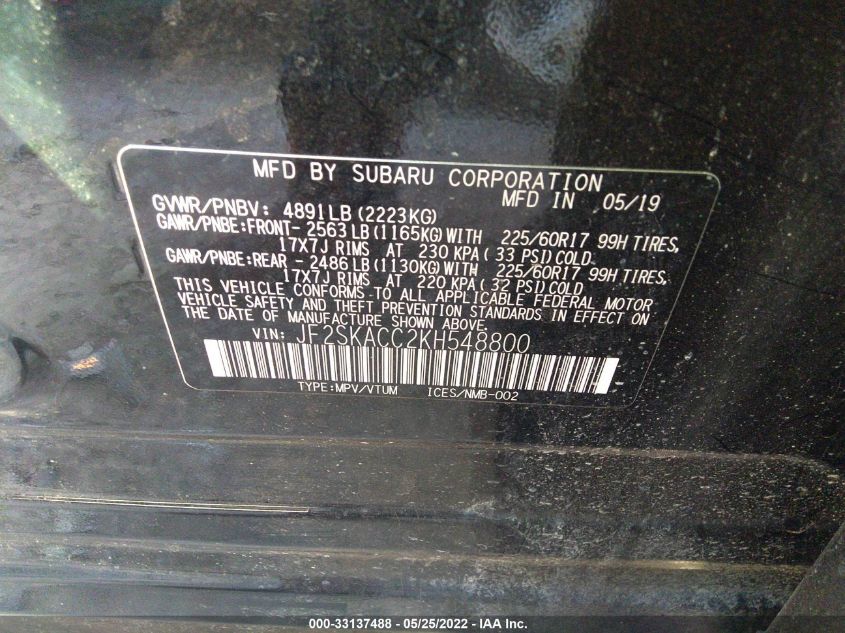 MFD BY SUBARU CORPORATION
MFD IN 05/19
GVWR/PNBV: 4891LB (2223KG)
GAWR/PNBE:FRONT- 2563LB (1165KG) WITH 225/60R17 99H TIRES,
17X7J RIMS AT 230 KPA ( 33 PSI) COLD
GAWR/PNBE:REAR - 2486LB (1130KG) WITH 225/60R17 99H TIRES,
17X7J RIMS AT 220 KPA ( 32 PSI) COLD
THIS VEHICLE CONFORMS TO ALL APPLICABLE FEDERAL MOTOR
VEHICLE SAFETY AND THEFT PREVENTION STANDARDS IN EFFECT ON
THE DATE OF MANUFACTURE SHOWN ABOVE.
VIN: JF2SKACC2KH548800
TYPE:MPV/VTUM ICES/NMB-002
000-33137488 - 05/25/2022 - IAA Inc.